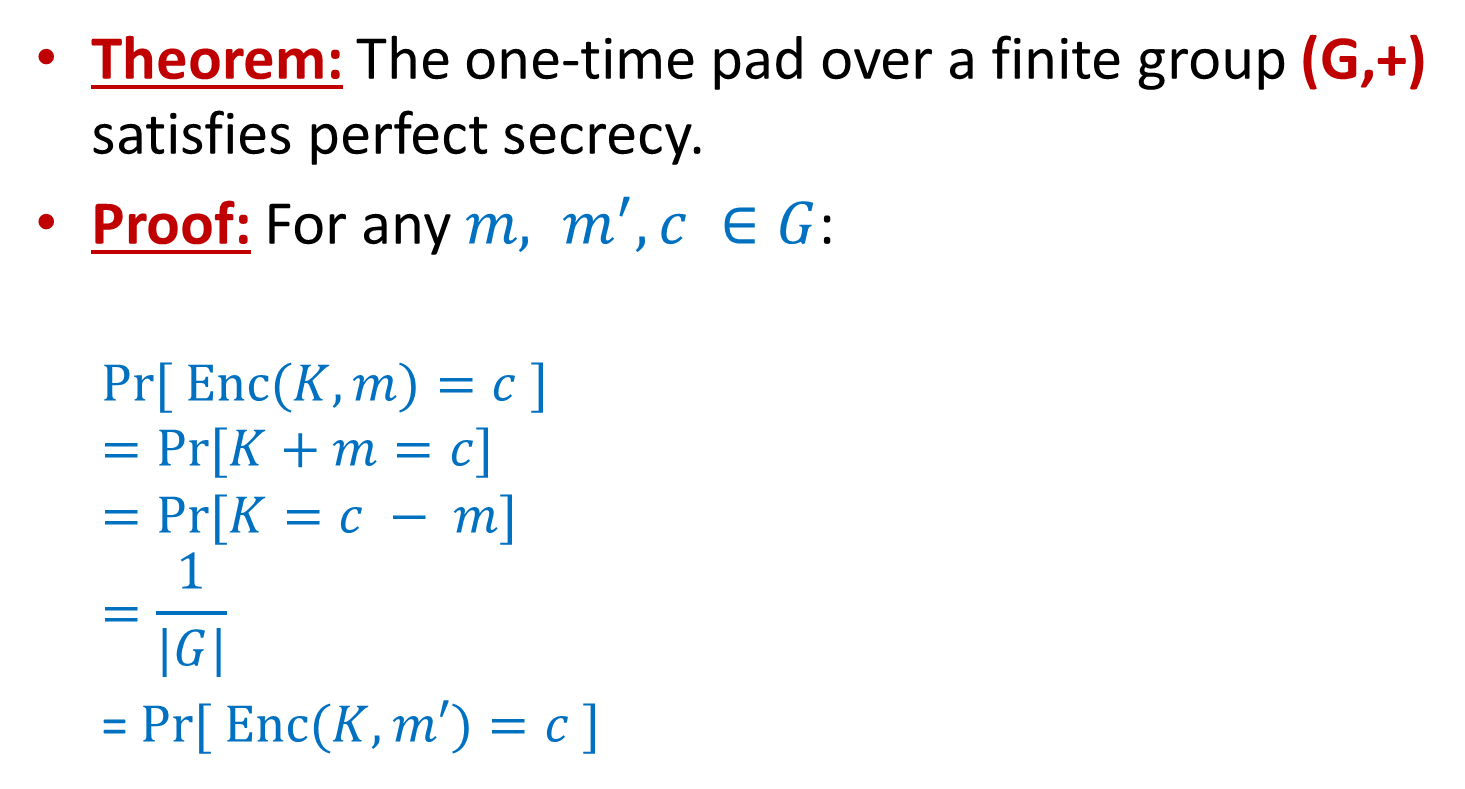 • Theorem: The one-time pad over a finite group (G,+)
satisfies perfect secrecy.
• Proof: For any m, m′, c ∈ G:
Pr[ Enc(K, m) = c ]
= Pr[K + m = c]
= Pr[K = c − m]
= 1/|G|
= Pr[ Enc(K, m′) = c ]